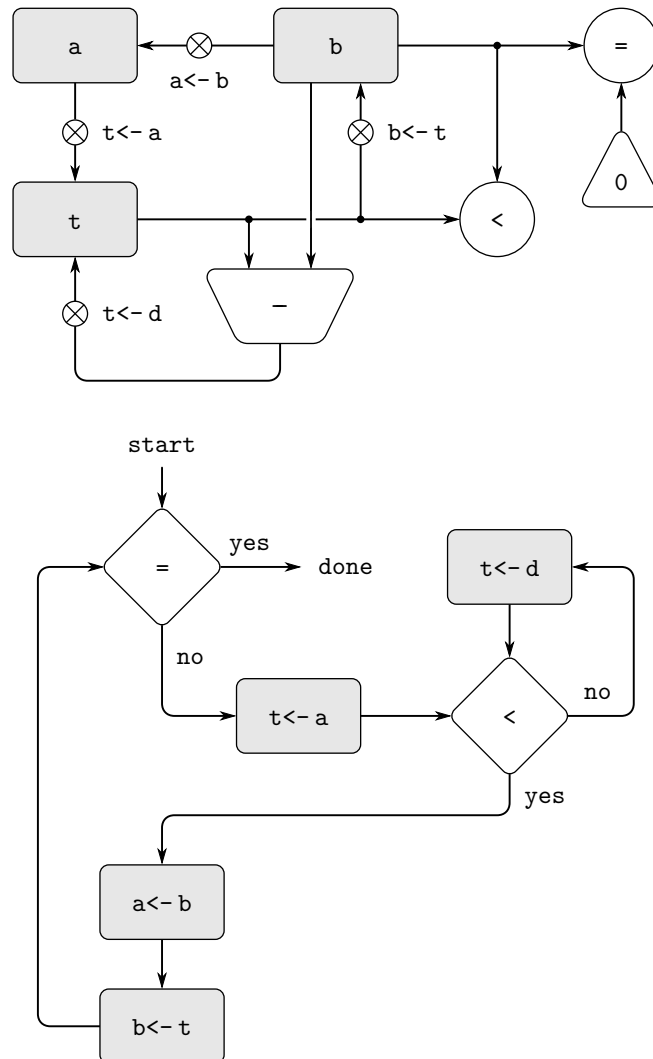 a
b
=
a<-b
t<-a
b<-t
0
t
<
t<-d
−
start
=
yes
done
t<-d
no
t<-a
<
no
yes
a<-b
b<-t